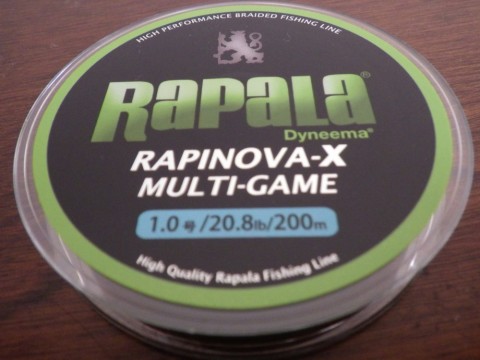 HIGH PERFORMANCE BRAIDED FISHING LINE
RAPALA®
Dyneema®
RAPINOVA-X
MULTI-GAME
1.0号/20.8lb/200m
High Quality Rapala Fishing Line